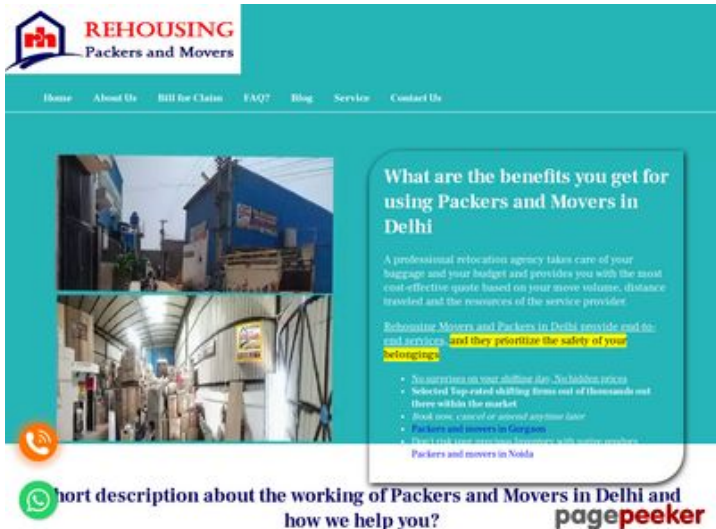 REHOUSING
Packers and Movers
Home About Us Bill for Claim FAQ? Blog Service Contact Us
What are the benefits you get for
using Packers and Movers in
Delhi
A professional relocation agency takes care of your
baggage and your budget and provides you with the most
cost-effective quote based on your move volume, distance
traveled and the resources of the service provider.
Rehousing Movers and Packers in Delhi provide end-to-
end services, and they prioritize the safety of your
belongings
No surprises on your shifting day, No hidden prices
Selected Top-rated shifting firms out of thousands out
there within the market
Book now, cancel or amend anytime later
Packers and movers in Gurgaon
Don't risk your precious inventory with native
Packers and movers in Noida
hort description about the working of Packers and Movers in Delhi and
how we help you?
pagepeeker